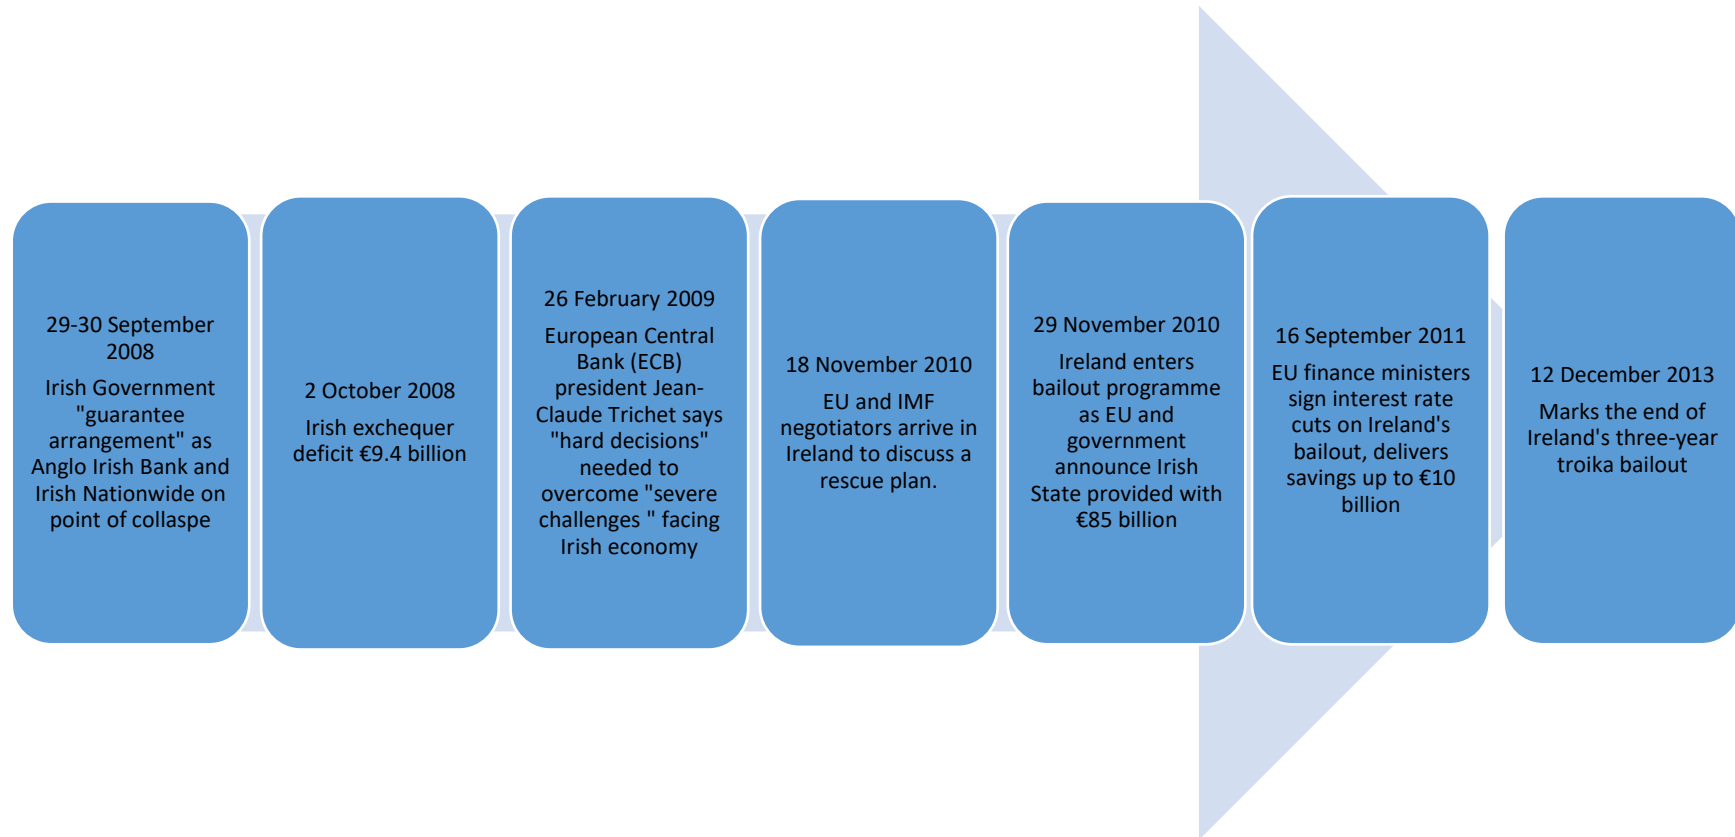 29-30 September
2008
Irish Government
"guarantee
arrangement" as
Anglo Irish Bank and
Irish Nationwide on
point of collaspe
2 October 2008
Irish exchequer
deficit €9.4 billion
26 February 2009
European Central
Bank (ECB)
president Jean-
Claude Trichet says
"hard decisions"
needed to
overcome "severe
challenges " facing
Irish economy
18 November 2010
EU and IMF
negotiators arrive in
Ireland to discuss a
rescue plan.
29 November 2010
Ireland enters
bailout programme
as EU and
government
announce Irish
State provided with
€85 billion
16 September 2011
EU finance ministers
sign interest rate
cuts on Ireland's
bailout, delivers
savings up to €10
billion
12 December 2013
Marks the end of
Ireland's three-year
troika bailout